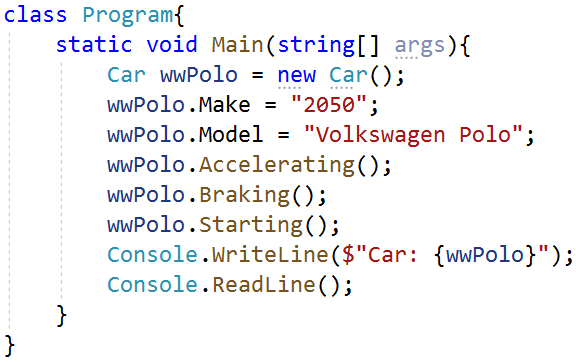 class Program{
    static void Main(string[] args){
        Car wwPolo = new Car();
        wwPolo.Make = "2050";
        wwPolo.Model = "Volkswagen Polo";
        wwPolo.Accelerating();
        wwPolo.Braking();
        wwPolo.Starting();
        Console.WriteLine($"Car: {wwPolo}");
        Console.ReadLine();
    }
}